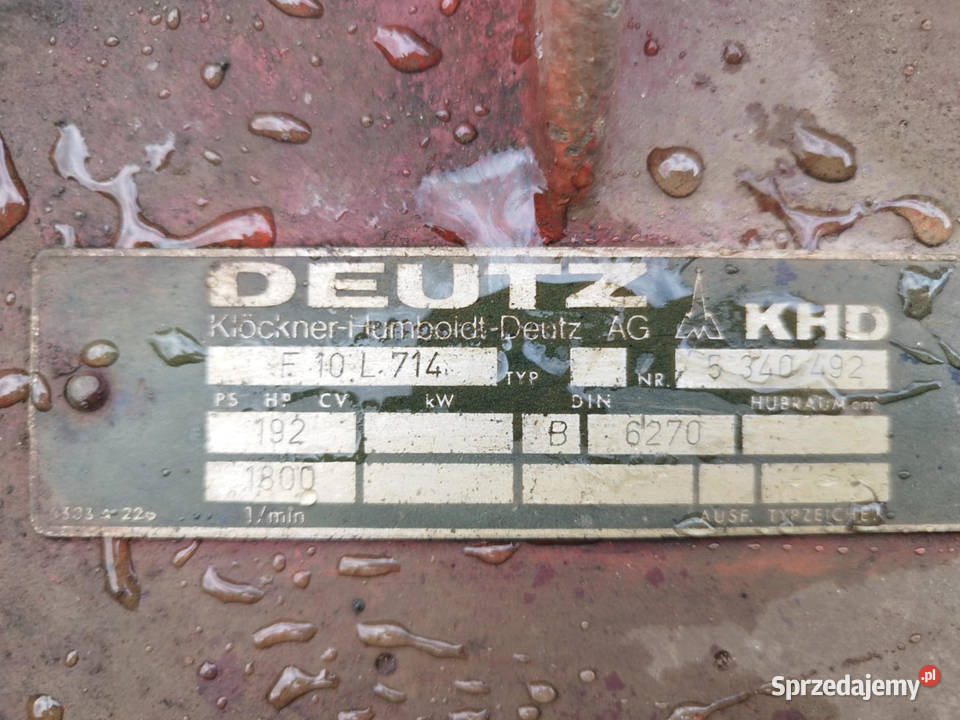 DEUTZ
Klöckner-Humboldt-Deutz AG KHD
F 10 L 714 TYP NR. 5 340 492
PS HP CV kW DIN HUBRAUM cm³
192 B 6270
1800
1/min AUSF. TYPZEICHEN
Sprzedajemy.pl